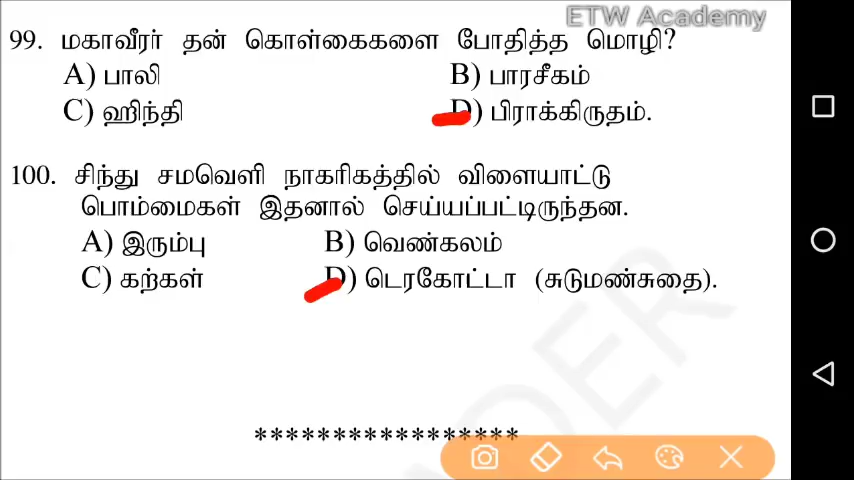 ETW Academy
99. மகாவீரர் தன் கொள்கைகளை போதித்த மொழி?
A) பாலி B) பாரசீகம்
C) ஹிந்தி D) பிராக்கிருதம்.
100. சிந்து சமவெளி நாகரிகத்தில் விளையாட்டு
பொம்மைகள் இதனால் செய்யப்பட்டிருந்தன.
A) இரும்பு B) வெண்கலம்
C) கற்கள் D) டெரகோட்டா (சுடுமண்சுதை).
*****************